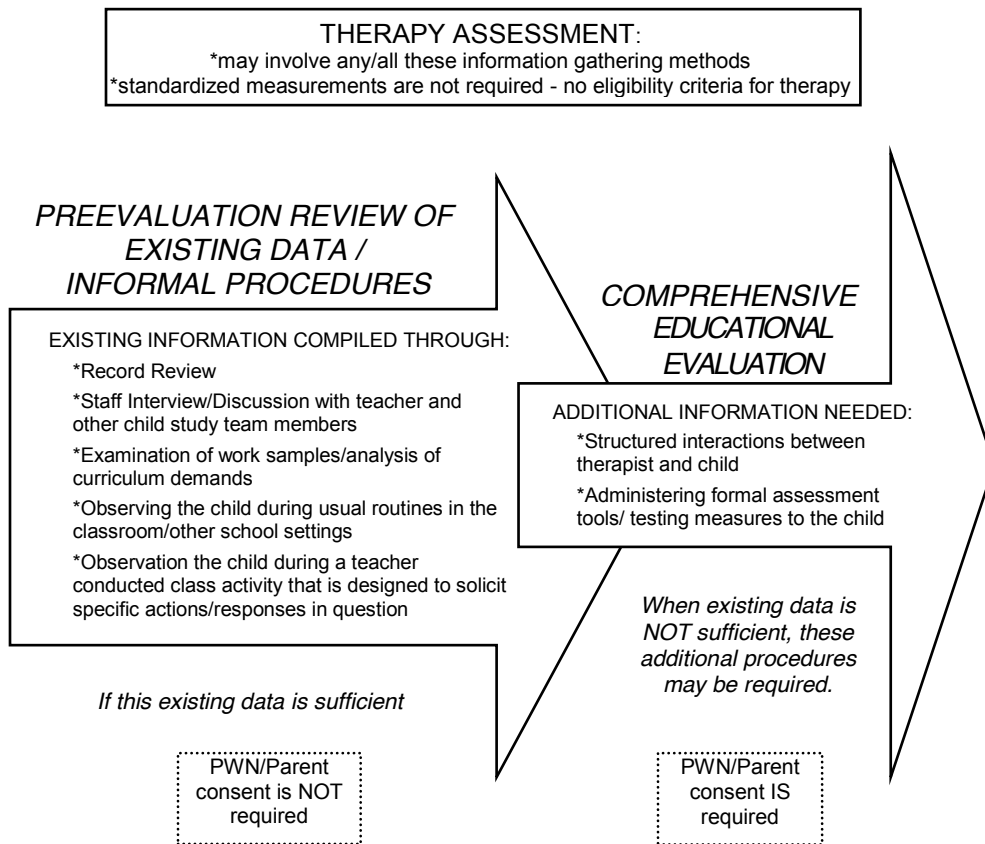 THERAPY ASSESSMENT:
*may involve any/all these information gathering methods
*standardized measurements are not required - no eligibility criteria for therapy
PREEVALUATION REVIEW OF
EXISTING DATA /
INFORMAL PROCEDURES
EXISTING INFORMATION COMPILED THROUGH:
*Record Review
*Staff Interview/Discussion with teacher and
other child study team members
*Examination of work samples/analysis of
curriculum demands
*Observing the child during usual routines in the
classroom/other school settings
*Observation the child during a teacher
conducted class activity that is designed to solicit
specific actions/responses in question
If this existing data is sufficient
PWN/Parent
consent is NOT
required
COMPREHENSIVE
EDUCATIONAL
EVALUATION
ADDITIONAL INFORMATION NEEDED:
*Structured interactions between
therapist and child
*Administering formal assessment
tools/ testing measures to the child
When existing data is
NOT sufficient, these
additional procedures
may be required.
PWN/Parent
consent IS
required